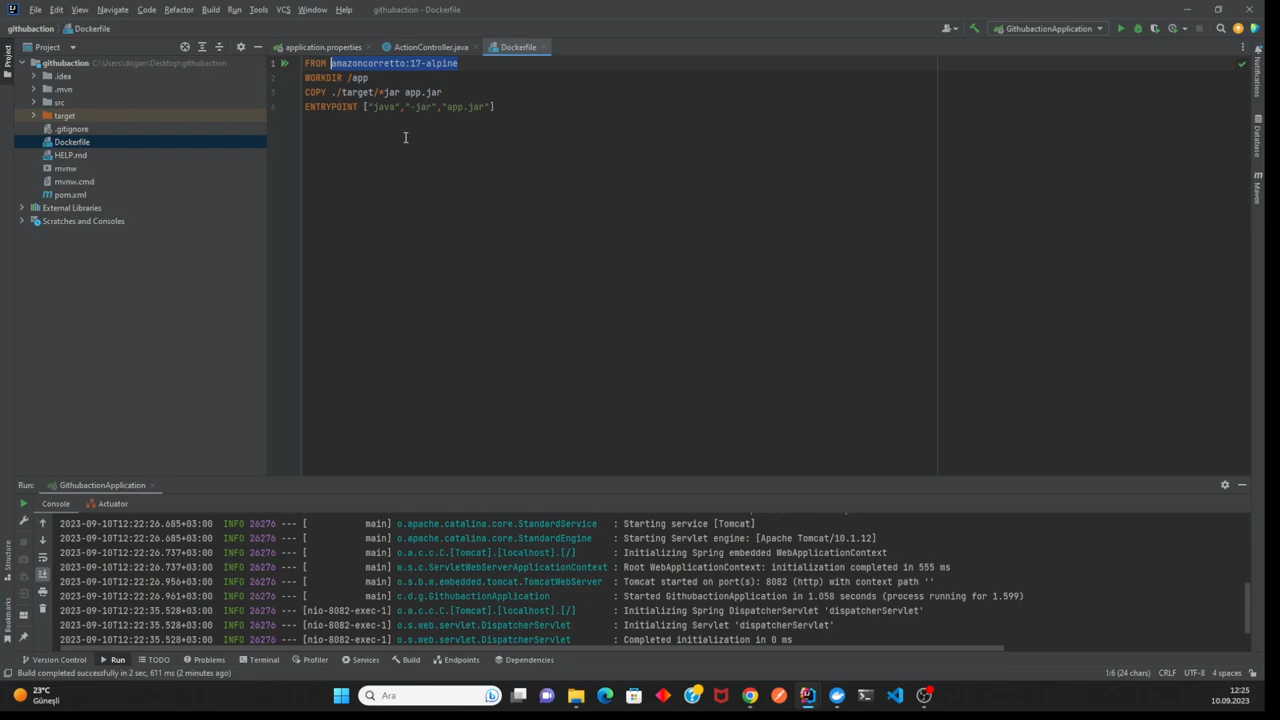 File Edit View Navigate Code Refactor Build Run Tools VCS Window Help githubaction - Dockerfile
githubaction Dockerfile
GithubactionApplication
Project
application.properties ActionController.java Dockerfile
githubaction C:\Users\dogan\Desktop\githubaction
.idea
.mvn
src
target
.gitignore
Dockerfile
HELP.md
mvnw
mvnw.cmd
pom.xml
External Libraries
Scratches and Consoles
1 FROM amazoncorretto:17-alpine
2 WORKDIR /app
3 COPY ./target/*jar app.jar
4 ENTRYPOINT ["java","-jar","app.jar"]
Project
Structure
Bookmarks
Notifications
Database
Maven
Run: GithubactionApplication
Console Actuator
2023-09-10T12:22:26.685+03:00 INFO 26276 --- [ main] o.apache.catalina.core.StandardService : Starting service [Tomcat]
2023-09-10T12:22:26.685+03:00 INFO 26276 --- [ main] o.apache.catalina.core.StandardEngine : Starting Servlet engine: [Apache Tomcat/10.1.12]
2023-09-10T12:22:26.737+03:00 INFO 26276 --- [ main] o.a.c.c.C.[Tomcat].[localhost].[/] : Initializing Spring embedded WebApplicationContext
2023-09-10T12:22:26.737+03:00 INFO 26276 --- [ main] w.s.c.ServletWebServerApplicationContext : Root WebApplicationContext: initialization completed in 555 ms
2023-09-10T12:22:26.956+03:00 INFO 26276 --- [ main] o.s.b.w.embedded.tomcat.TomcatWebServer : Tomcat started on port(s): 8082 (http) with context path ''
2023-09-10T12:22:26.961+03:00 INFO 26276 --- [ main] c.d.g.GithubactionApplication : Started GithubactionApplication in 1.058 seconds (process running for 1.599)
2023-09-10T12:22:35.528+03:00 INFO 26276 --- [nio-8082-exec-1] o.a.c.c.C.[Tomcat].[localhost].[/] : Initializing Spring DispatcherServlet 'dispatcherServlet'
2023-09-10T12:22:35.528+03:00 INFO 26276 --- [nio-8082-exec-1] o.s.web.servlet.DispatcherServlet : Initializing Servlet 'dispatcherServlet'
2023-09-10T12:22:35.528+03:00 INFO 26276 --- [nio-8082-exec-1] o.s.web.servlet.DispatcherServlet : Completed initialization in 0 ms
Version Control Run TODO Problems Terminal Profiler Services Build Endpoints Dependencies
Build completed successfully in 2 sec, 611 ms (2 minutes ago) 1:6 (24 chars) CRLF UTF-8 4 spaces
23°C
Güneşli
Ara
12:25
10.09.2023